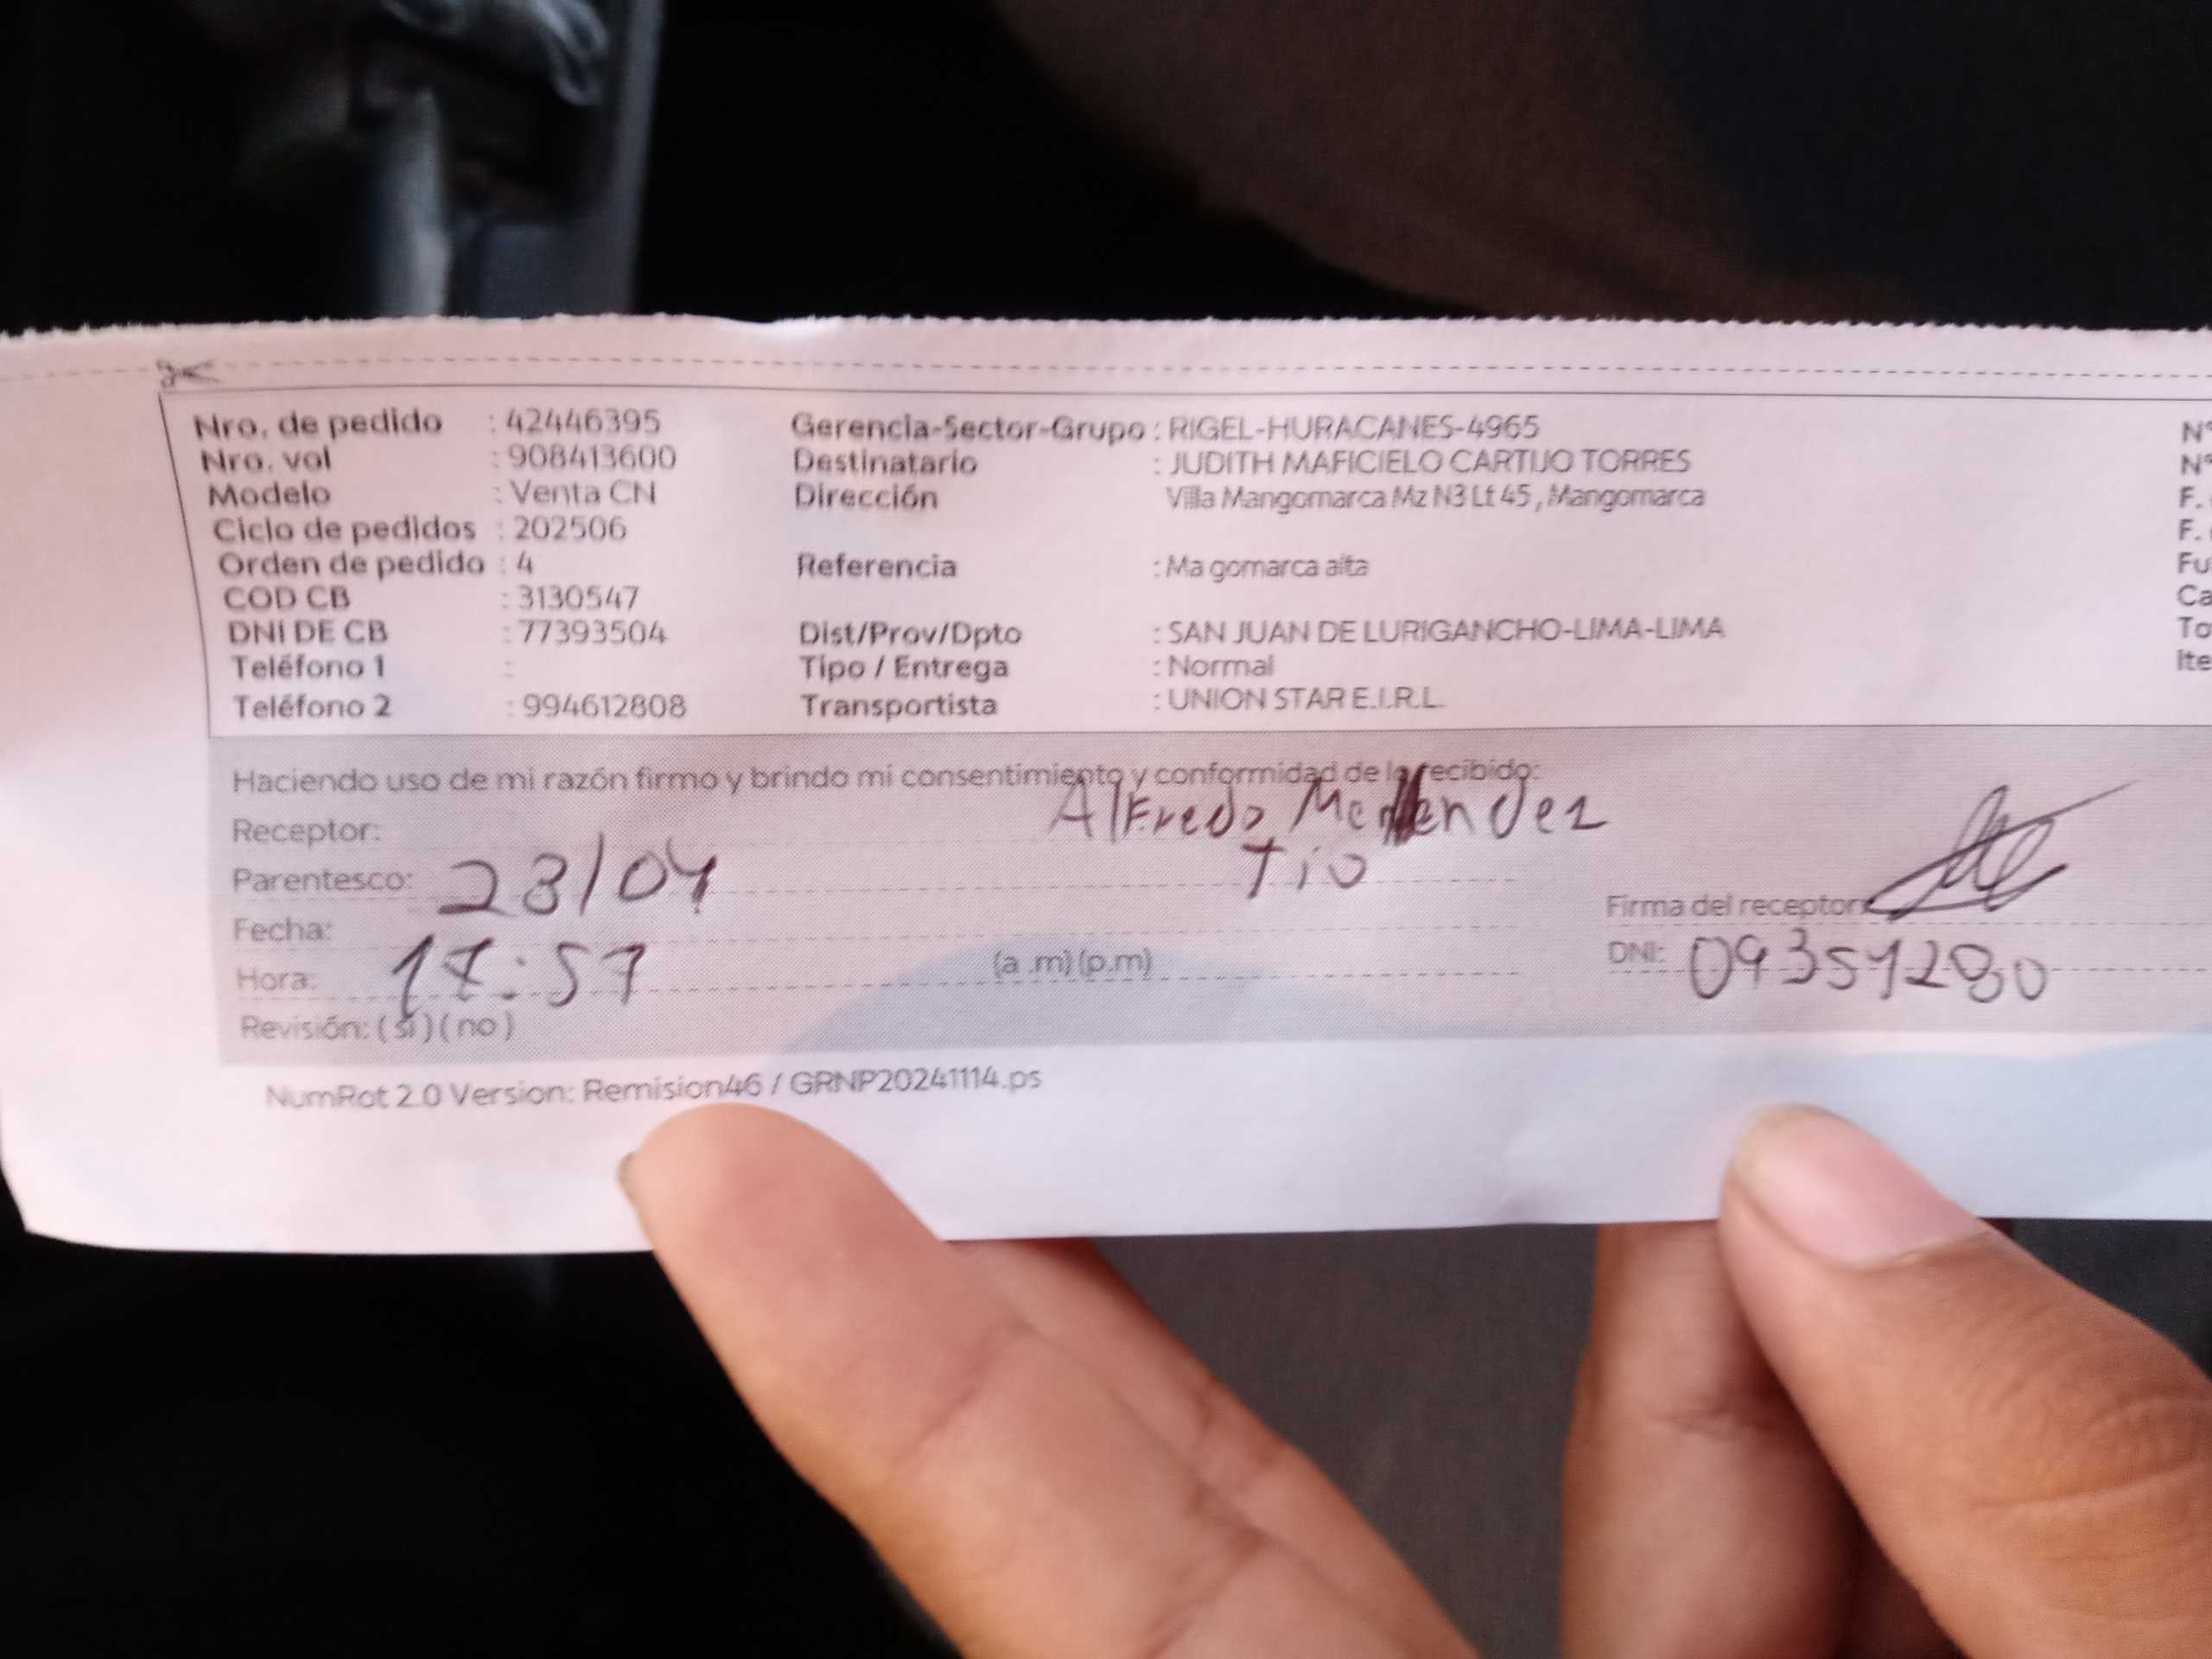 Nro. de pedido : 42446395 Gerencia-Sector-Grupo : RIGEL-HURACANES-4965 N°
Nro. vol : 908413600 Destinatario : JUDITH MAFICIELO CARTIJO TORRES N°
Modelo : Venta CN Dirección Villa Mangomarca Mz N3 Lt 45 , Mangomarca F.
Ciclo de pedidos : 202506 F.
Orden de pedido : 4 Referencia : Ma gomarca alta Fu
COD CB : 3130547 Ca
DNI DE CB : 77393504 Dist/Prov/Dpto : SAN JUAN DE LURIGANCHO-LIMA-LIMA To
Teléfono 1 : Tipo / Entrega : Normal Ite
Teléfono 2 : 994612808 Transportista : UNION STAR E.I.R.L.
Haciendo uso de mi razón firmo y brindo mi consentimiento y conformidad de lo recibido:
Receptor: Alfredo
Parentesco: 23/04 Tio
Fecha: Firma del receptor:
Hora: :57 (a .m) (p.m) DNI:
Revisión: ( si ) ( no )
NumRot 2.0 Version: Remision46 / GRNP20241114.ps